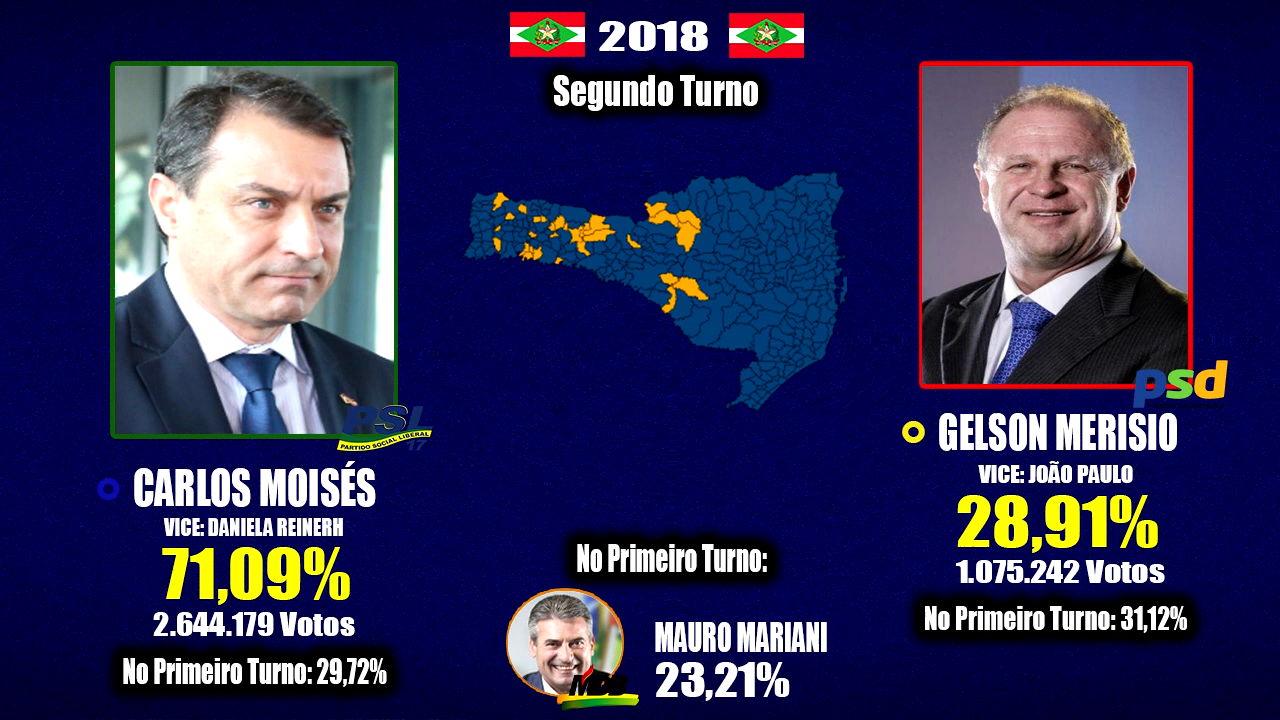 2018
Segundo Turno
PSL
PARTIDO SOCIAL LIBERAL
17
CARLOS MOISÉS
VICE: DANIELA REINERH
71,09%
2.644.179 Votos
No Primeiro Turno: 29,72%
psd
GELSON MERISIO
VICE: JOÃO PAULO
28,91%
1.075.242 Votos
No Primeiro Turno: 31,12%
No Primeiro Turno:
MAURO MARIANI
23,21%
MDB